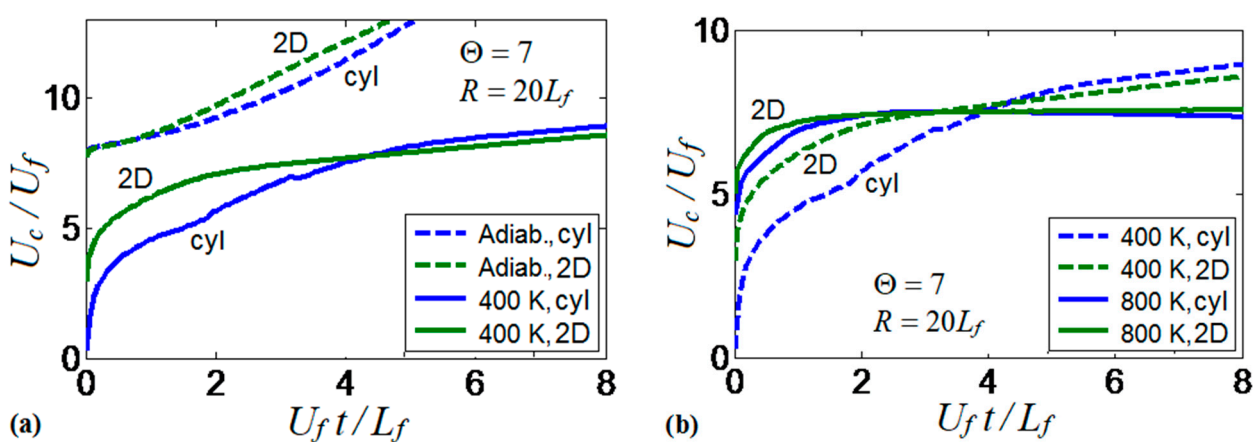 10
5
0
U_c / U_f
2D
cyl
Θ = 7
R = 20L_f
2D
cyl
Adiab., cyl
Adiab., 2D
400 K, cyl
400 K, 2D
0 2 4 6 8
U_f t / L_f
(a)
10
5
0
U_c / U_f
2D
2D
cyl
Θ = 7
R = 20L_f
400 K, cyl
400 K, 2D
800 K, cyl
800 K, 2D
0 2 4 6 8
U_f t / L_f
(b)